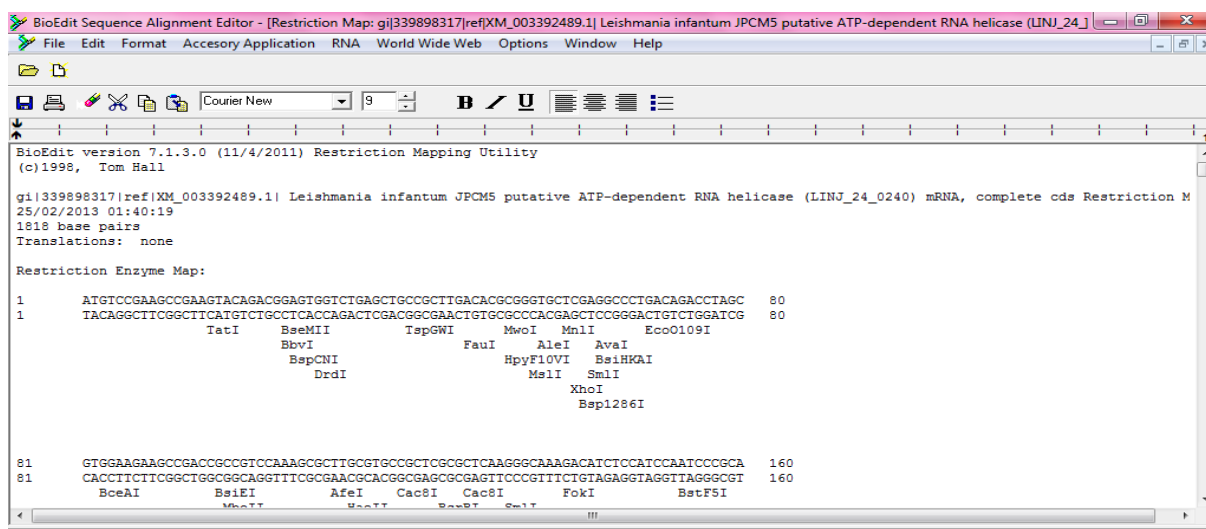 BioEdit Sequence Alignment Editor - [Restriction Map: gi|339898317|ref|XM_003392489.1| Leishmania infantum JPCM5 putative ATP-dependent RNA helicase (LINJ_24_]
File Edit Format Accesory Application RNA World Wide Web Options Window Help
Courier New 9 B I U
BioEdit version 7.1.3.0 (11/4/2011) Restriction Mapping Utility
(c)1998, Tom Hall
gi|339898317|ref|XM_003392489.1| Leishmania infantum JPCM5 putative ATP-dependent RNA helicase (LINJ_24_0240) mRNA, complete cds Restriction M
25/02/2013 01:40:19
1818 base pairs
Translations: none
Restriction Enzyme Map:
1 ATGTCCGAAGCCGAAGTACAGACGGAGTGGTCTGAGCTGCCGCTTGACACGCGGGTGCTCGAGGCCCTGACAGACCTAGC 80
1 TACAGGCTTCGGCTTCATGTCTGCCTCACCAGACTCGACGGCGAACTGTGCGCCCACGAGCTCCGGGACTGTCTGGATCG 80
TatI BseMII TspGWI MwoI MnlI EcoO109I
BbvI FauI AleI AvaI
BspCNI HpyF10VI BsiHKAI
DrdI MslI SmlI
XhoI
Bsp1286I
81 GTGGAAGAAGCCGACCGCCGTCCAAAGCGCTTGCGTGCCGCTCGCGCTCAAGGGCAAAGACATCTCCATCCAATCCCGCA 160
81 CACCTTCTTCGGCTGGCGGCAGGTTTCGCGAACGCACGGCGAGCGCGAGTTCCCGTTTCTGTAGAGGTAGGTTAGGGCGT 160
BceAI BsiEI AfeI Cac8I Cac8I FokI BstF5I
MboII HaeII BsrBI SmlI